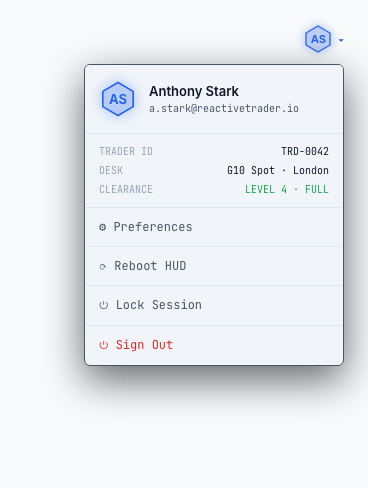 AS
AS
Anthony Stark
a.stark@reactivetrader.io
TRADER ID TRD-0042
DESK G10 Spot · London
CLEARANCE LEVEL 4 · FULL
⚙ Preferences
⟳ Reboot HUD
⏻ Lock Session
⏻ Sign Out